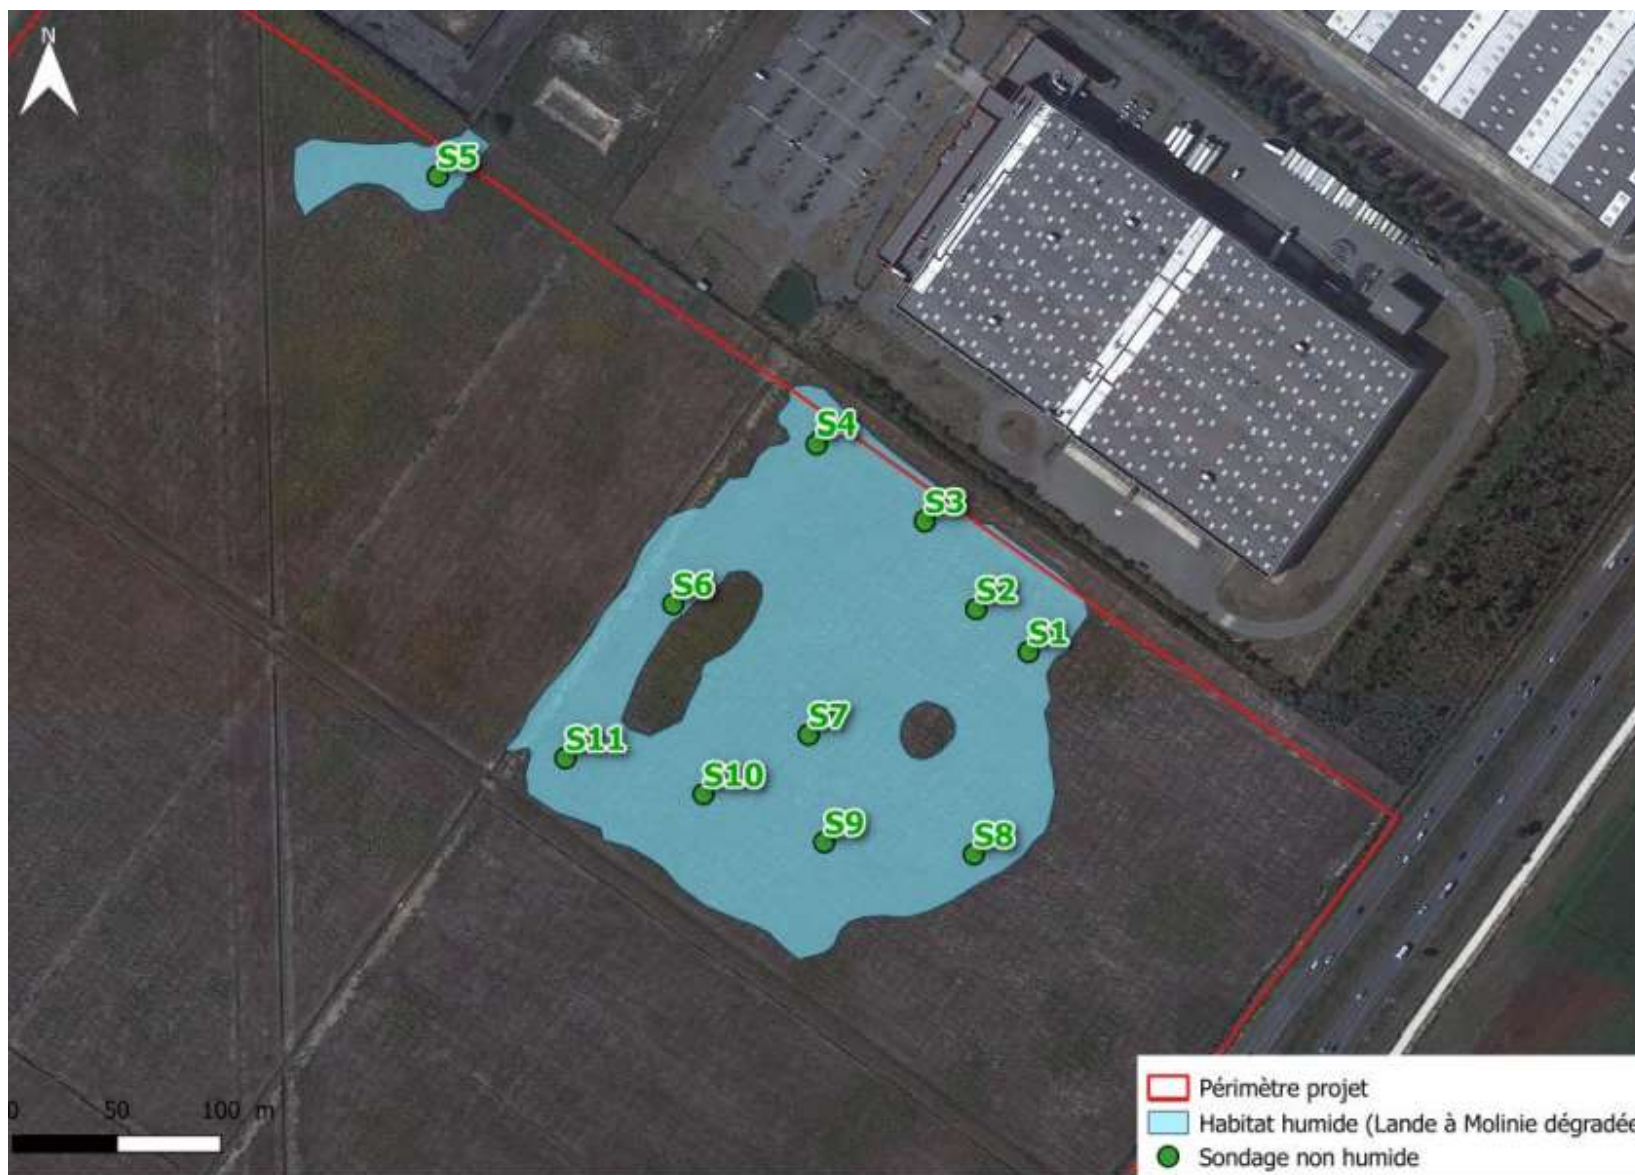 N
S5
S4
S3
S6
S2
S1
S7
S11
S10
S9
S8
0 50 100 m
Périmètre projet
Habitat humide (Lande à Molinie dégradée
Sondage non humide